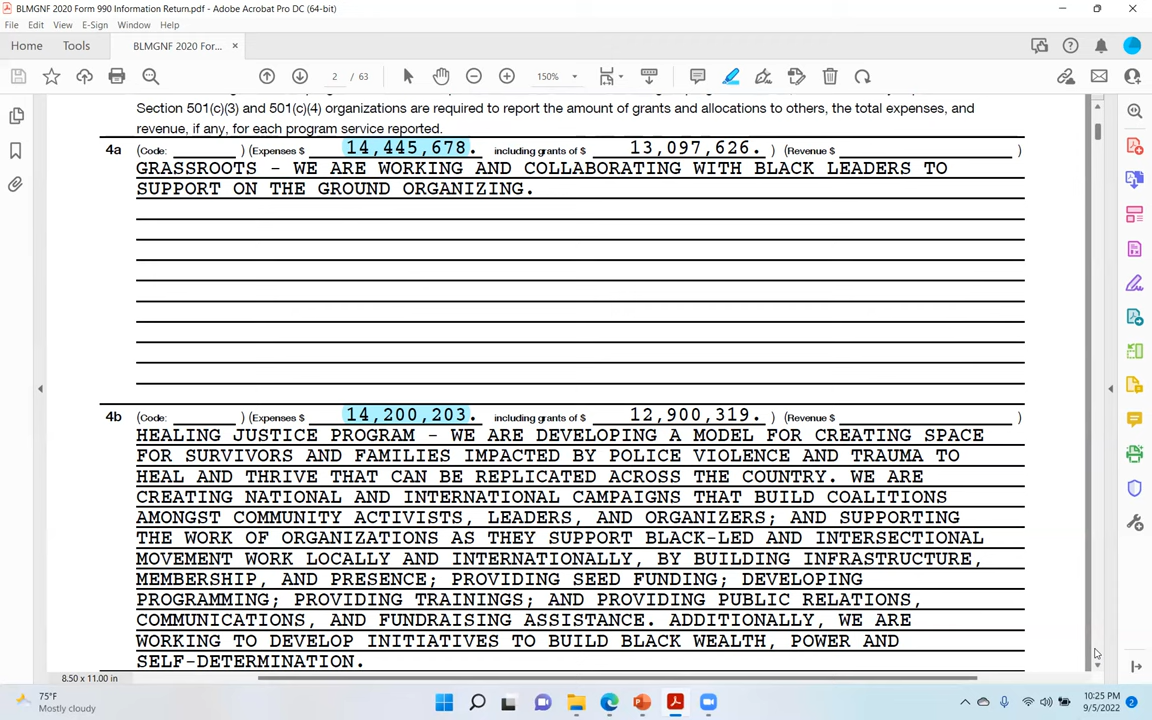 BLMGNF 2020 Form 990 Information Return.pdf - Adobe Acrobat Pro DC (64-bit)
File Edit View E-Sign Window Help
Home Tools BLMGNF 2020 For... ×
2 / 63 150%
Section 501(c)(3) and 501(c)(4) organizations are required to report the amount of grants and allocations to others, the total expenses, and
revenue, if any, for each program service reported.
4a (Code: ) (Expenses $ 14,445,678. including grants of $ 13,097,626. ) (Revenue $ )
GRASSROOTS - WE ARE WORKING AND COLLABORATING WITH BLACK LEADERS TO
SUPPORT ON THE GROUND ORGANIZING.
4b (Code: ) (Expenses $ 14,200,203. including grants of $ 12,900,319. ) (Revenue $ )
HEALING JUSTICE PROGRAM - WE ARE DEVELOPING A MODEL FOR CREATING SPACE
FOR SURVIVORS AND FAMILIES IMPACTED BY POLICE VIOLENCE AND TRAUMA TO
HEAL AND THRIVE THAT CAN BE REPLICATED ACROSS THE COUNTRY. WE ARE
CREATING NATIONAL AND INTERNATIONAL CAMPAIGNS THAT BUILD COALITIONS
AMONGST COMMUNITY ACTIVISTS, LEADERS, AND ORGANIZERS; AND SUPPORTING
THE WORK OF ORGANIZATIONS AS THEY SUPPORT BLACK-LED AND INTERSECTIONAL
MOVEMENT WORK LOCALLY AND INTERNATIONALLY, BY BUILDING INFRASTRUCTURE,
MEMBERSHIP, AND PRESENCE; PROVIDING SEED FUNDING; DEVELOPING
PROGRAMMING; PROVIDING TRAININGS; AND PROVIDING PUBLIC RELATIONS,
COMMUNICATIONS, AND FUNDRAISING ASSISTANCE. ADDITIONALLY, WE ARE
WORKING TO DEVELOP INITIATIVES TO BUILD BLACK WEALTH, POWER AND
SELF-DETERMINATION.
8.50 x 11.00 in
75°F
Mostly cloudy
10:25 PM
9/5/2022
2